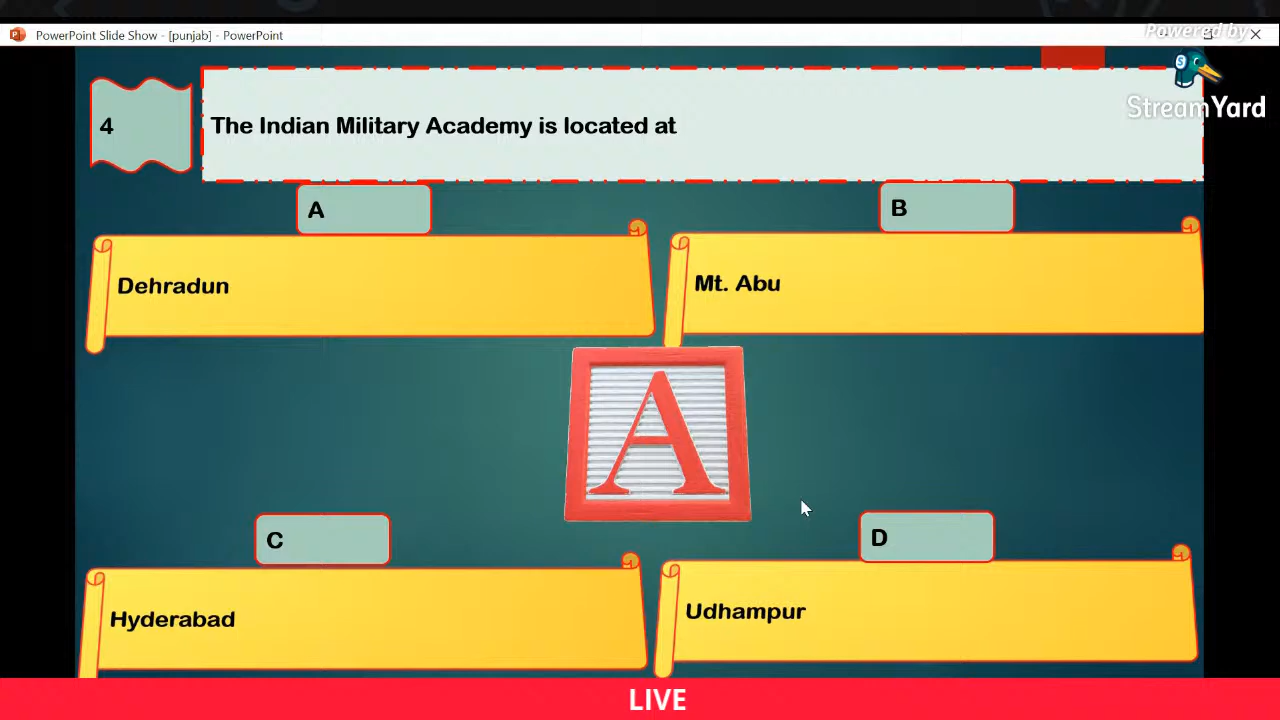 PowerPoint Slide Show - [punjab] - PowerPoint
Powered by
StreamYard
4
The Indian Military Academy is located at
A
B
Dehradun
Mt. Abu
A
C
D
Hyderabad
Udhampur
LIVE